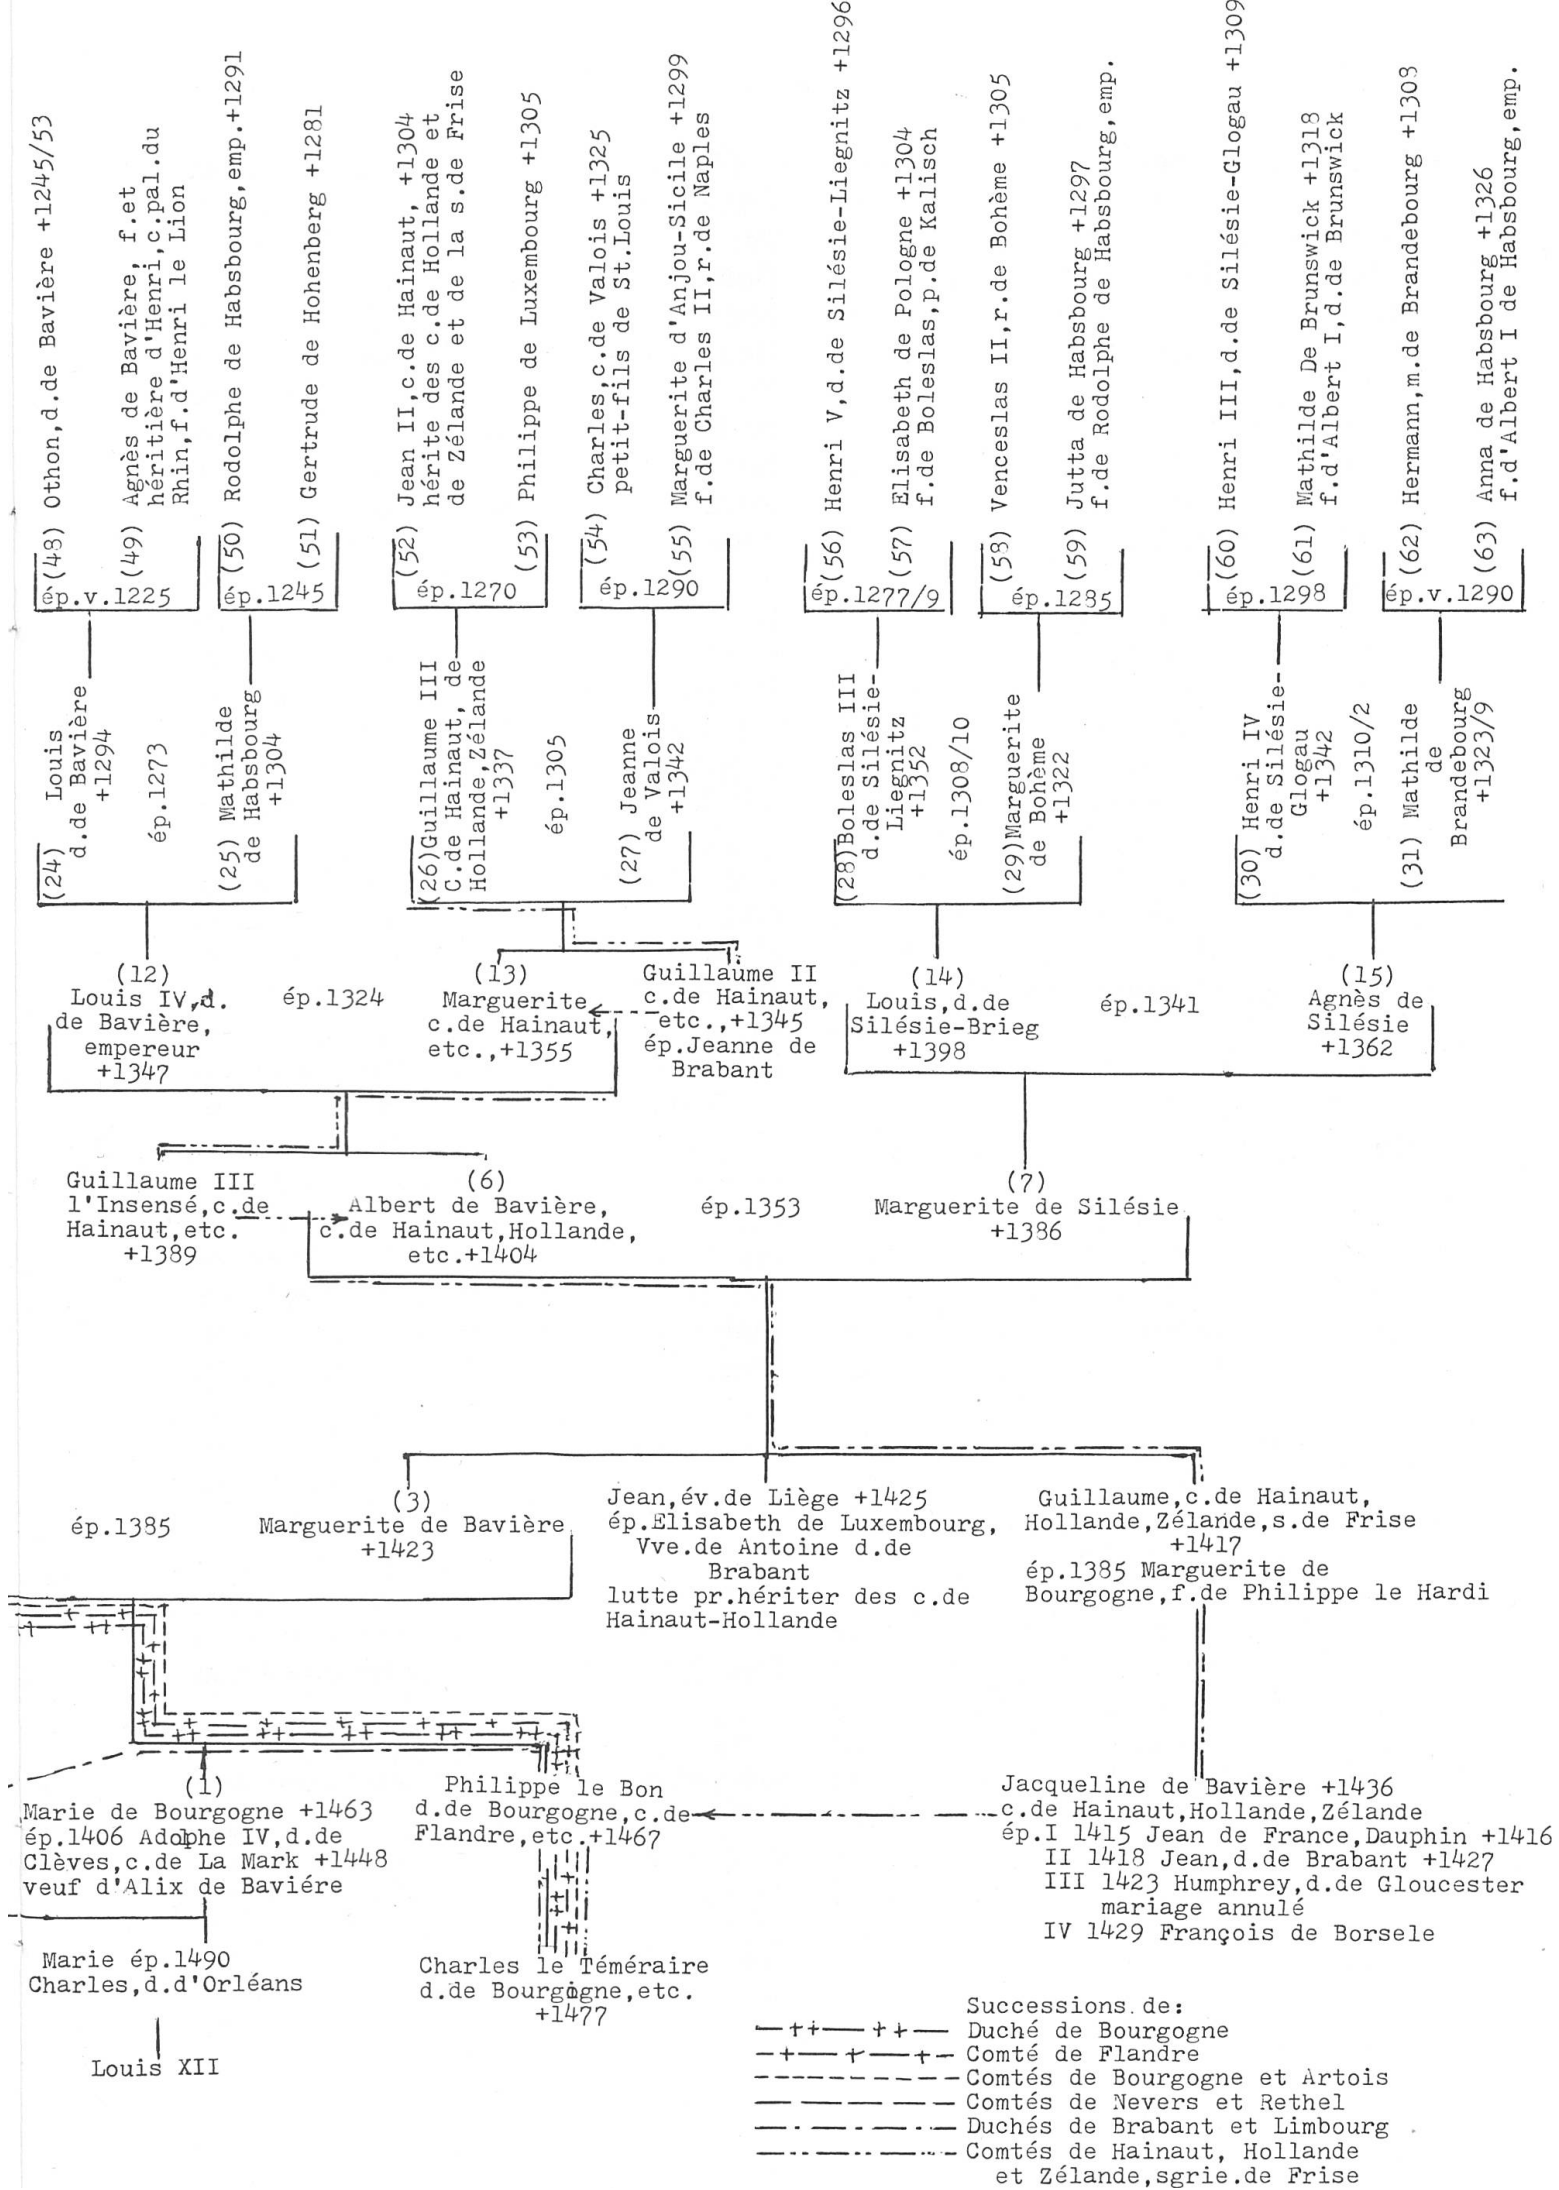 (48) Othon,d.de Bavière +1245/53
(49) Agnès de Bavière, f.et
héritière d'Henri,c.pal.du
Rhin,f.d'Henri le Lion
(50) Rodolphe de Habsbourg,emp.+1291
(51) Gertrude de Hohenberg +1281
(52) Jean II,c.de Hainaut, +1304
hérite des c.de Hollande et
de Zélande et de la s.de Frise
(53) Philippe de Luxembourg +1305
(54) Charles,c.de Valois +1325
petit-fils de St.Louis
(55) Marguerite d'Anjou-Sicile +1299
f.de Charles II,r.de Naples
(56) Henri V,d.de Silésie-Liegnitz +1296
(57) Elisabeth de Pologne +1304
f.de Boleslas,p.de Kalisch
(58) Venceslas II,r.de Bohème +1305
(59) Jutta de Habsbourg +1297
f.de Rodolphe de Habsbourg,emp.
(60) Henri III,d.de Silésie-Glogau +1309
(61) Mathilde De Brunswick +1318
f.d'Albert I,d.de Brunswick
(62) Hermann,m.de Brandebourg +1308
(63) Anna de Habsbourg +1326
f.d'Albert I de Habsbourg,emp.
ép.v.1225
ép.1245
ép.1270
ép.1290
ép.1277/9
ép.1285
ép.1298
ép.v.1290
(24) Louis
d.de Bavière
+1294
ép.1273
(25) Mathilde
de Habsbourg
+1304
(26)Guillaume III
C.de Hainaut, de
Hollande,Zélande
+1337
ép.1305
(27) Jeanne
de Valois
+1342
(28)Boleslas III
d.de Silésie-
Liegnitz
+1352
ép.1308/10
(29)Marguerite
de Bohème
+1322
(30) Henri IV
d.de Silésie-
Glogau
+1342
ép.1310/2
(31) Mathilde
de
Brandebourg
+1323/9
(12)
Louis IV,d.
de Bavière,
empereur
+1347
ép.1324
(13)
Marguerite
c.de Hainaut,
etc.,+1355
Guillaume II
c.de Hainaut,
etc.,+1345
ép.Jeanne de
Brabant
(14)
Louis,d.de
Silésie-Brieg
+1398
ép.1341
(15)
Agnès de
Silésie
+1362
Guillaume III
l'Insensé,c.de
Hainaut,etc.
+1389
(6)
Albert de Bavière,
c.de Hainaut,Hollande,
etc.+1404
ép.1353
(7)
Marguerite de Silésie
+1386
ép.1385
(3)
Marguerite de Bavière
+1423
Jean,év.de Liège +1425
ép.Elisabeth de Luxembourg,
Vve.de Antoine d.de
Brabant
lutte pr.hériter des c.de
Hainaut-Hollande
Guillaume,c.de Hainaut,
Hollande,Zélande,s.de Frise
+1417
ép.1385 Marguerite de
Bourgogne,f.de Philippe le Hardi
(1)
Marie de Bourgogne +1463
ép.1406 Adolphe IV,d.de
Clèves,c.de La Mark +1448
veuf d'Alix de Baviére
Philippe le Bon
d.de Bourgogne,c.de
Flandre,etc.+1467
Jacqueline de Bavière +1436
c.de Hainaut,Hollande,Zélande
ép.I 1415 Jean de France,Dauphin +1416
II 1418 Jean,d.de Brabant +1427
III 1423 Humphrey,d.de Gloucester
mariage annulé
IV 1429 François de Borsele
Marie ép.1490
Charles,d.d'Orléans
Charles le Téméraire
d.de Bourgogne,etc.
+1477
Louis XII
Successions de:
Duché de Bourgogne
Comté de Flandre
Comtés de Bourgogne et Artois
Comtés de Nevers et Rethel
Duchés de Brabant et Limbourg
Comtés de Hainaut, Hollande
et Zélande,sgrie.de Frise